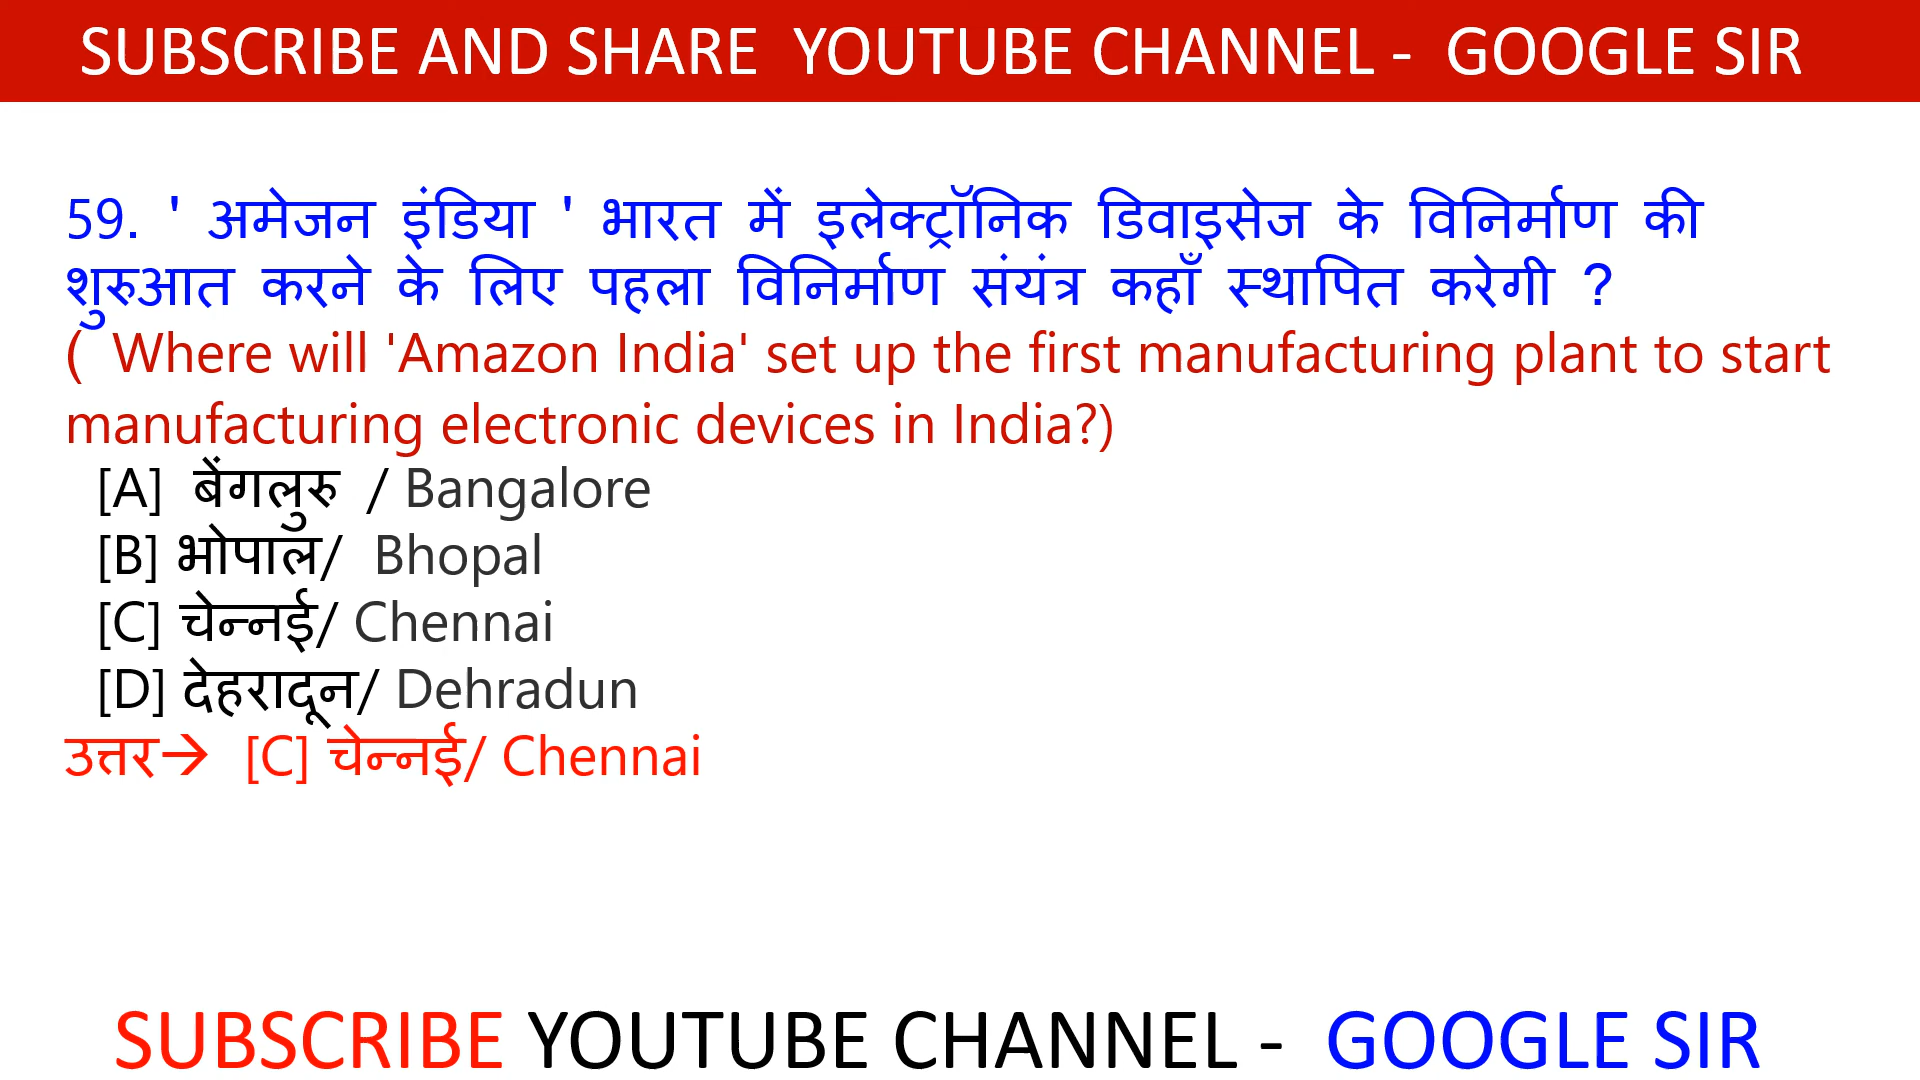 SUBSCRIBE AND SHARE YOUTUBE CHANNEL - GOOGLE SIR
59. ' अमेजन इंडिया ' भारत में इलेक्ट्रॉनिक डिवाइसेज के विनिर्माण की
शुरुआत करने के लिए पहला विनिर्माण संयंत्र कहाँ स्थापित करेगी ?
( Where will 'Amazon India' set up the first manufacturing plant to start
manufacturing electronic devices in India?)
[A] बेंगलुरु / Bangalore
[B] भोपाल/ Bhopal
[C] चेन्नई/ Chennai
[D] देहरादून/ Dehradun
उत्तर→ [C] चेन्नई/ Chennai
SUBSCRIBE YOUTUBE CHANNEL - GOOGLE SIR